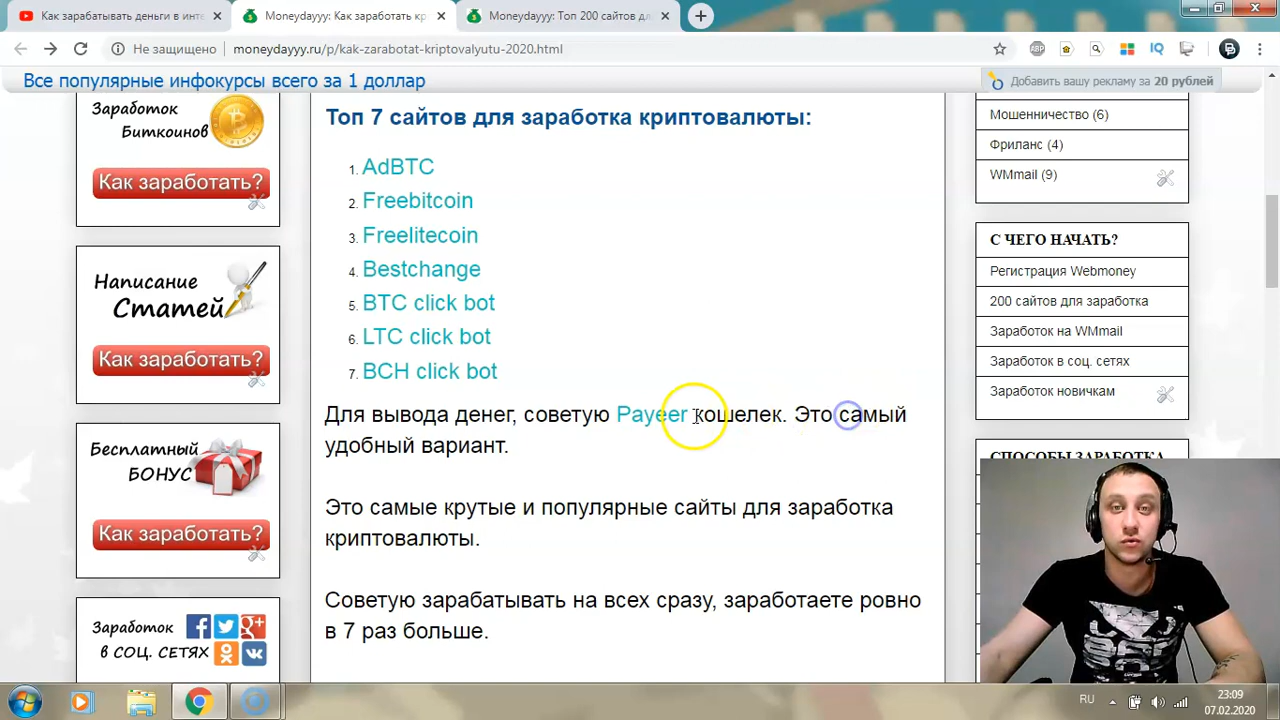 Как зарабатывать деньги в инте
Moneydayyy: Как заработать кр
Moneydayyy: Топ 200 сайтов дл
Не защищено
moneydayyy.ru/p/kak-zarabotat-kriptovalyutu-2020.html
ABP
IQ
Все популярные инфокурсы всего за 1 доллар
Добавить вашу рекламу за 20 рублей
Заработок
Биткоинов
Как заработать?
Написание
Статей
Как заработать?
Бесплатный
БОНУС
Как заработать?
Заработок
в СОЦ. СЕТЯХ
Топ 7 сайтов для заработка криптовалюты:
1. AdBTC
2. Freebitcoin
3. Freelitecoin
4. Bestchange
5. BTC click bot
6. LTC click bot
7. BCH click bot
Для вывода денег, советую Payeer кошелек. Это самый
удобный вариант.
Это самые крутые и популярные сайты для заработка
криптовалюты.
Советую зарабатывать на всех сразу, заработаете ровно
в 7 раз больше.
Мошенничество (6)
Фриланс (4)
WMmail (9)
С ЧЕГО НАЧАТЬ?
Регистрация Webmoney
200 сайтов для заработка
Заработок на WMmail
Заработок в соц. сетях
Заработок новичкам
СПОСОБЫ ЗАРАБОТКА
RU
23:09
07.02.2020